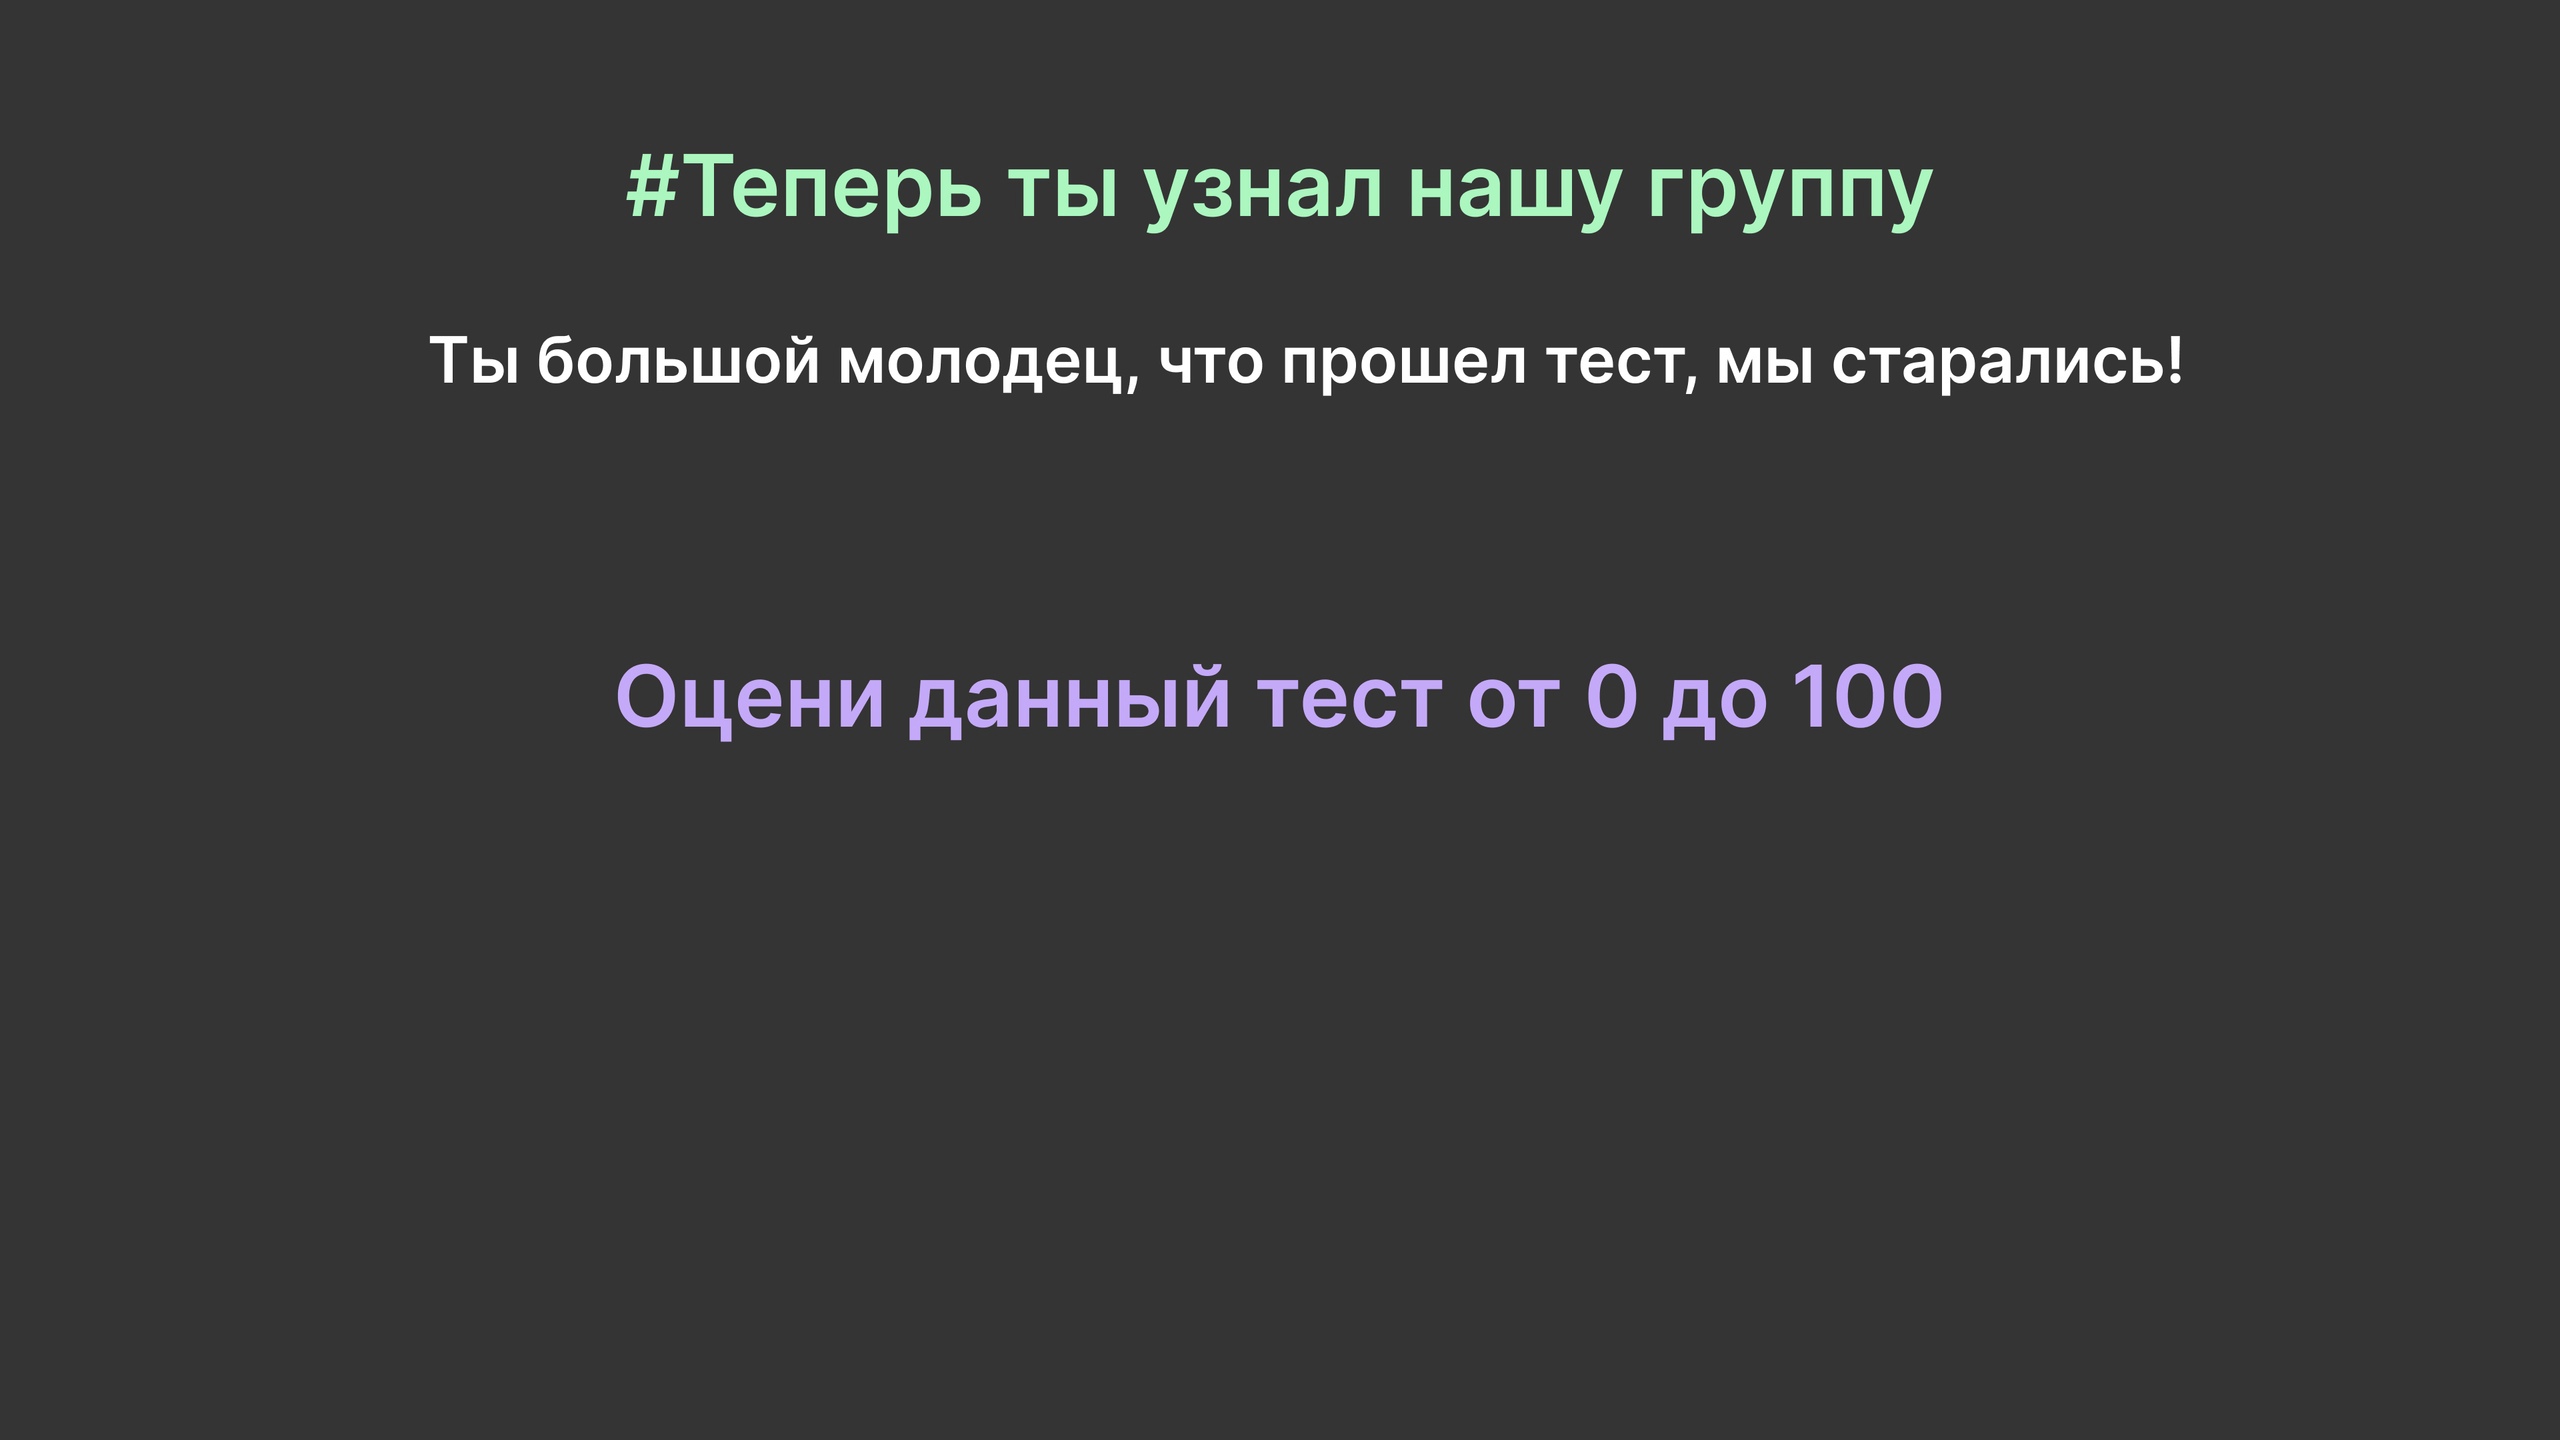 #Теперь ты узнал нашу группу
Ты большой молодец, что прошел тест, мы старались!
Оцени данный тест от 0 до 100